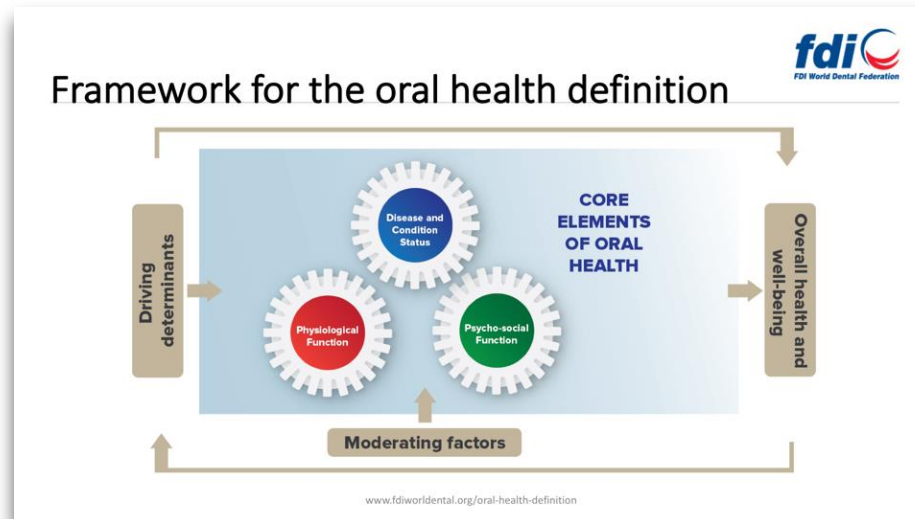 fdi
FDI World Dental Federation
Framework for the oral health definition
Driving
determinants
Disease and
Condition
Status
Physiological
Function
Psycho-social
Function
CORE
ELEMENTS
OF ORAL
HEALTH
Overall health and
well-being
Moderating factors
www.fdiworldental.org/oral-health-definition